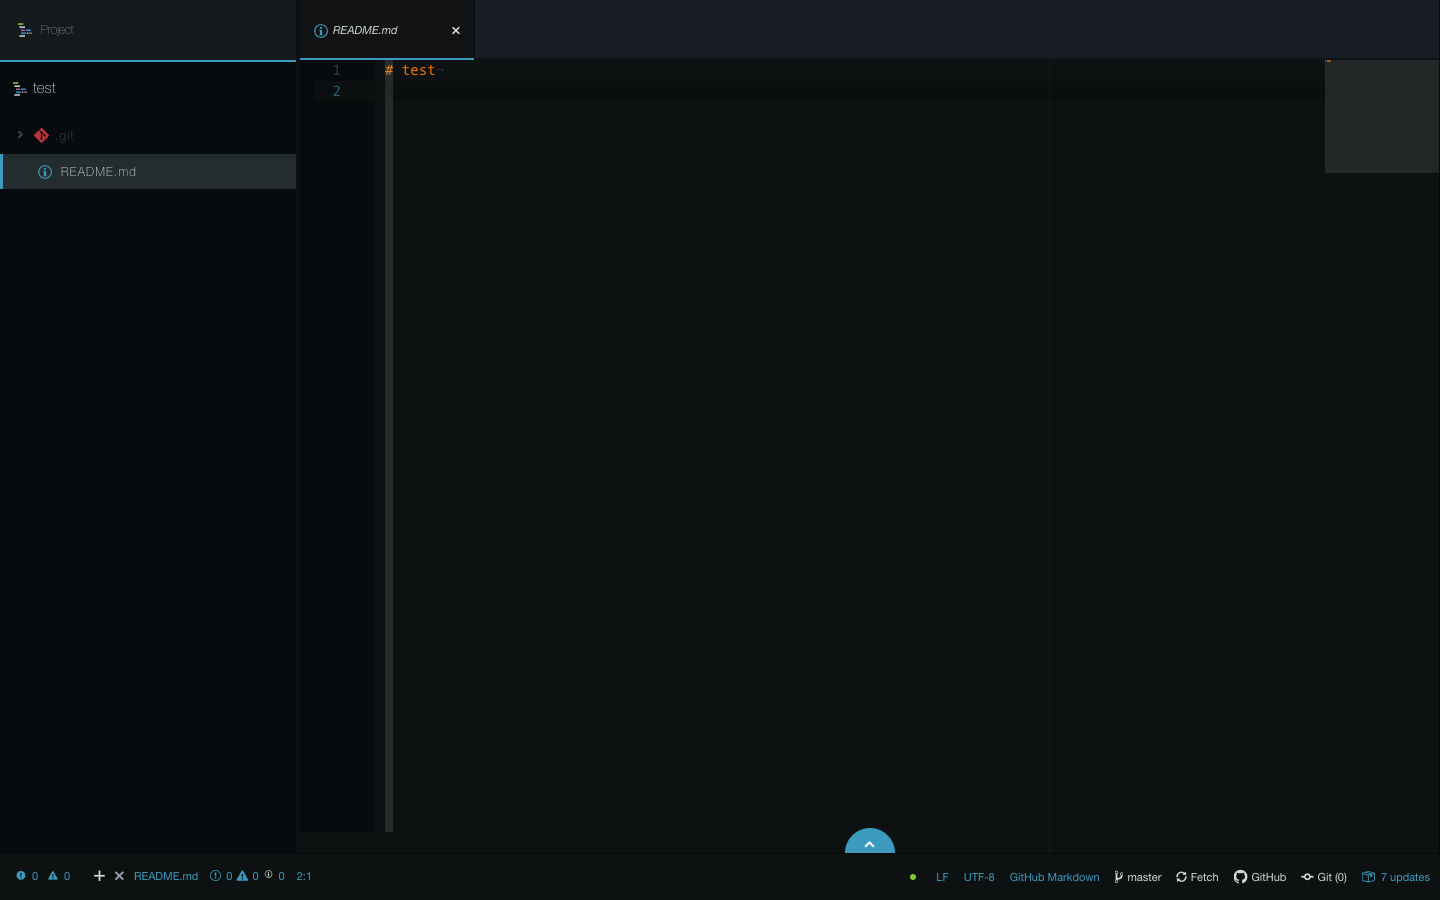 Project
README.md
test
.git
README.md
1 # test¬
2
0 0 README.md 0 0 0 2:1
LF UTF-8 GitHub Markdown master Fetch GitHub Git (0) 7 updates